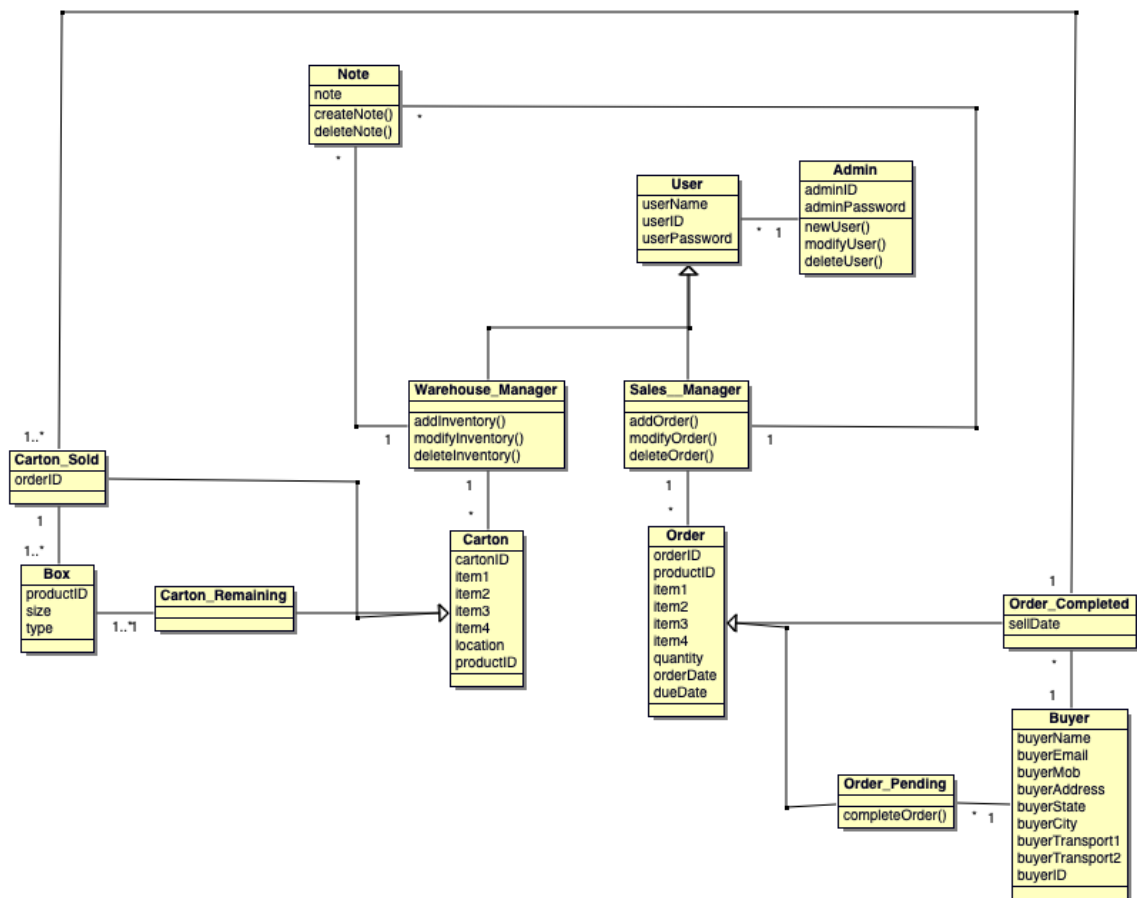 Note
note
createNote()
deleteNote()
*
*
User
userName
userID
userPassword
* 1
Admin
adminID
adminPassword
newUser()
modifyUser()
deleteUser()
Warehouse_Manager
addInventory()
modifyInventory()
deleteInventory()
1
1
*
Sales__Manager
addOrder()
modifyOrder()
deleteOrder()
1
1
*
1..*
Carton_Sold
orderID
1
1..*
Box
productID
size
type
1..*1
Carton_Remaining
Carton
cartonID
item1
item2
item3
item4
location
productID
Order
orderID
productID
item1
item2
item3
item4
quantity
orderDate
dueDate
1
Order_Completed
sellDate
*
1
Order_Pending
completeOrder()
* 1
Buyer
buyerName
buyerEmail
buyerMob
buyerAddress
buyerState
buyerCity
buyerTransport1
buyerTransport2
buyerID